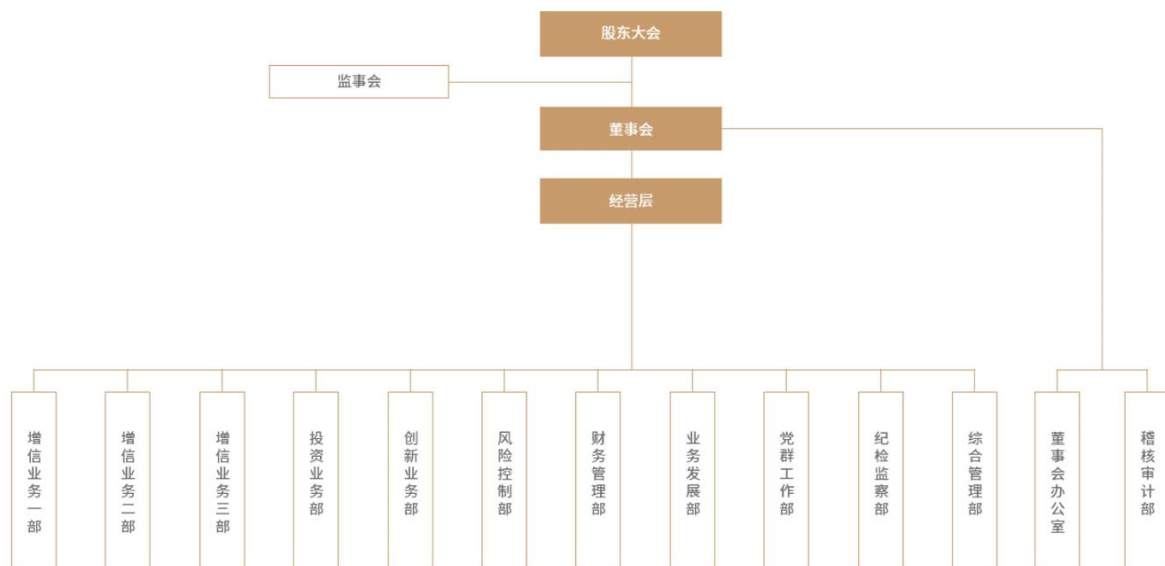 股东大会
监事会
董事会
经营层
增信业务一部
增信业务二部
增信业务三部
投资业务部
创新业务部
风险控制部
财务管理部
业务发展部
党群工作部
纪检监察部
综合管理部
董事会办公室
稽核审计部